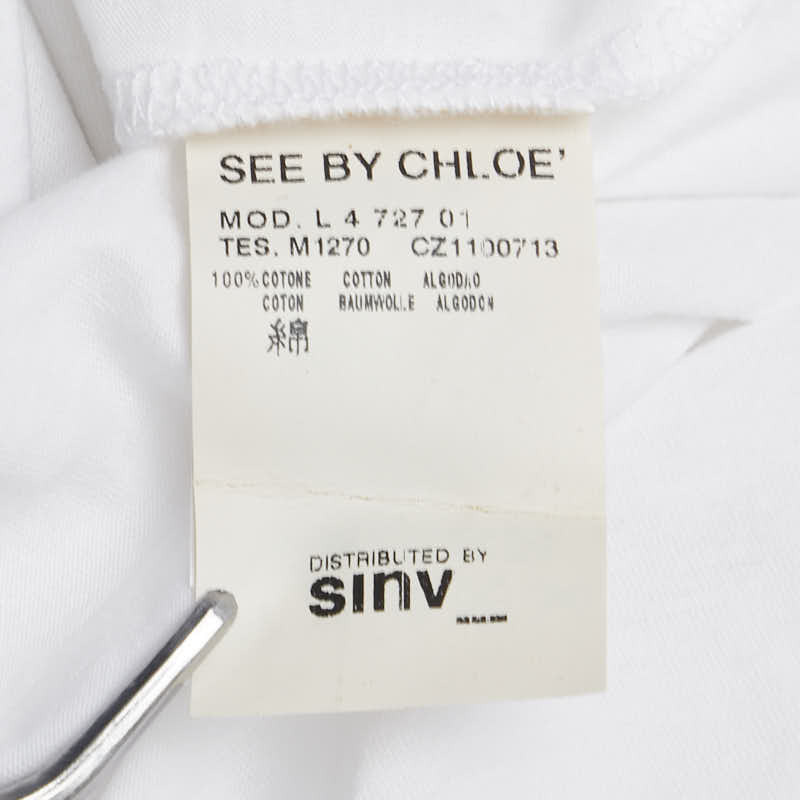 SEE BY CHLOE'
MOD. L 4 727 01
TES. M1270 CZ1100713
100% COTONE COTTON ALGODAO
COTON BAUMWOLLE ALGODON
綿
DISTRIBUTED BY
sinv